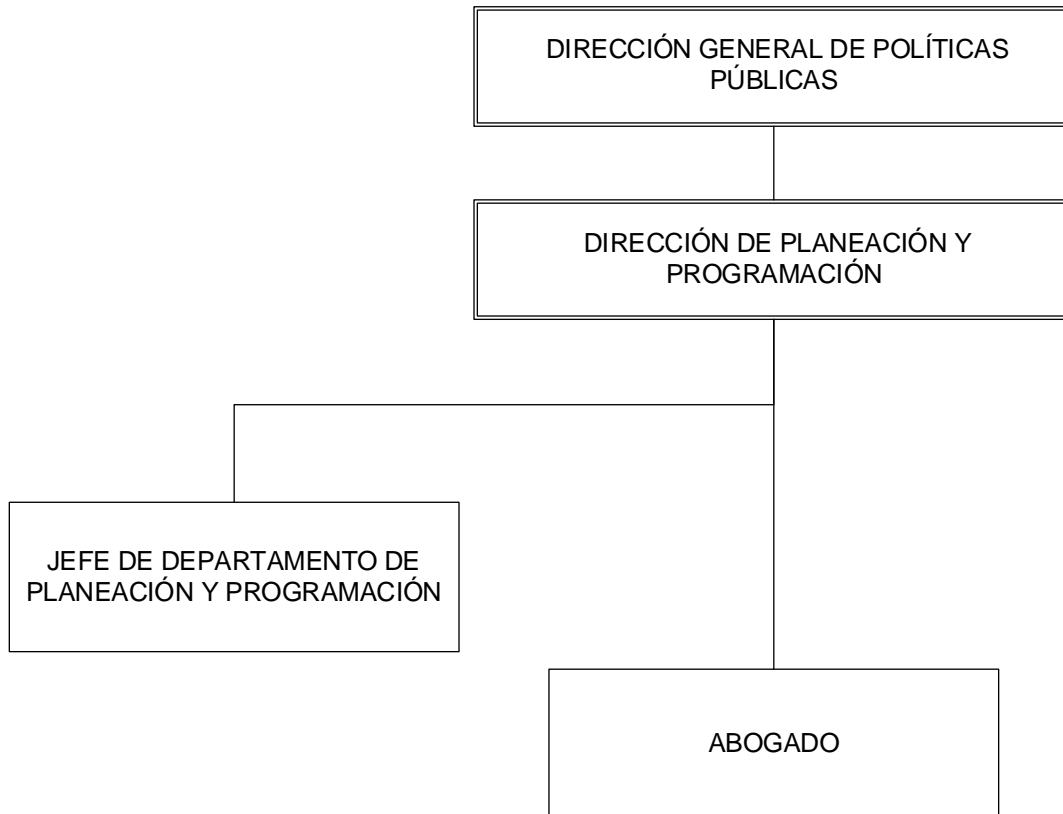 DIRECCIÓN GENERAL DE POLÍTICAS
PÚBLICAS
DIRECCIÓN DE PLANEACIÓN Y
PROGRAMACIÓN
JEFE DE DEPARTAMENTO DE
PLANEACIÓN Y PROGRAMACIÓN
ABOGADO